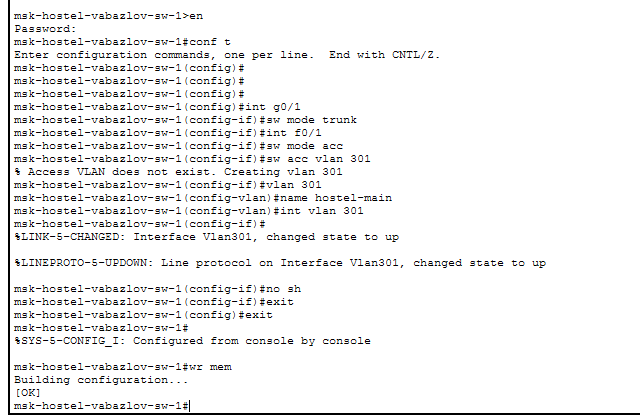 msk-hostel-vabazlov-sw-1>en
Password:
msk-hostel-vabazlov-sw-1#conf t
Enter configuration commands, one per line.  End with CNTL/Z.
msk-hostel-vabazlov-sw-1(config)#
msk-hostel-vabazlov-sw-1(config)#
msk-hostel-vabazlov-sw-1(config)#
msk-hostel-vabazlov-sw-1(config)#int g0/1
msk-hostel-vabazlov-sw-1(config-if)#sw mode trunk
msk-hostel-vabazlov-sw-1(config-if)#int f0/1
msk-hostel-vabazlov-sw-1(config-if)#sw mode acc
msk-hostel-vabazlov-sw-1(config-if)#sw acc vlan 301
% Access VLAN does not exist. Creating vlan 301
msk-hostel-vabazlov-sw-1(config-if)#vlan 301
msk-hostel-vabazlov-sw-1(config-vlan)#name hostel-main
msk-hostel-vabazlov-sw-1(config-vlan)#int vlan 301
msk-hostel-vabazlov-sw-1(config-if)#
%LINK-5-CHANGED: Interface Vlan301, changed state to up
%LINEPROTO-5-UPDOWN: Line protocol on Interface Vlan301, changed state to up
msk-hostel-vabazlov-sw-1(config-if)#no sh
msk-hostel-vabazlov-sw-1(config-if)#exit
msk-hostel-vabazlov-sw-1(config)#exit
msk-hostel-vabazlov-sw-1#
%SYS-5-CONFIG_I: Configured from console by console
msk-hostel-vabazlov-sw-1#wr mem
Building configuration...
[OK]
msk-hostel-vabazlov-sw-1#